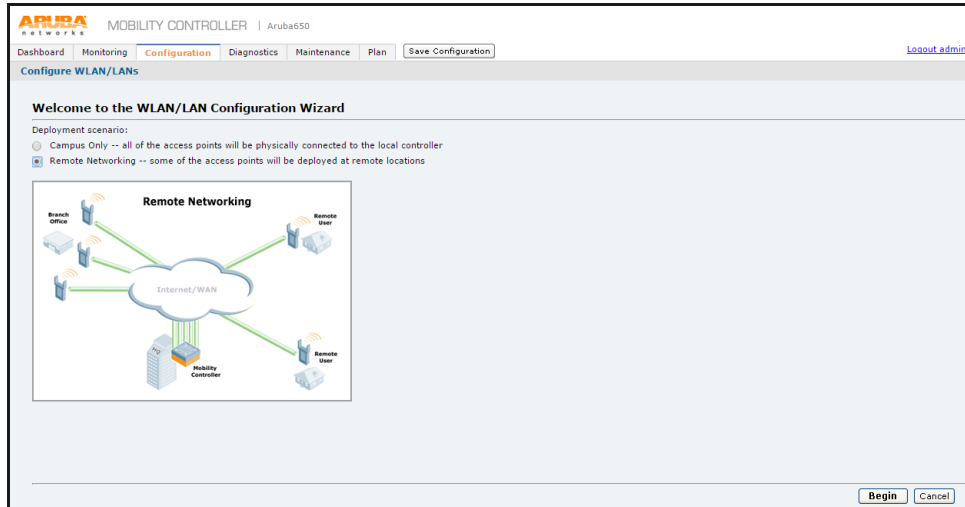 ARUBA networks MOBILITY CONTROLLER | Aruba650
Dashboard Monitoring Configuration Diagnostics Maintenance Plan Save Configuration Logout admin
Configure WLAN/LANs
Welcome to the WLAN/LAN Configuration Wizard
Deployment scenario:
Campus Only -- all of the access points will be physically connected to the local controller
Remote Networking -- some of the access points will be deployed at remote locations
Remote Networking
Branch
Office
Remote
User
Internet/WAN
HQ
Mobility
Controller
Remote
User
Begin Cancel